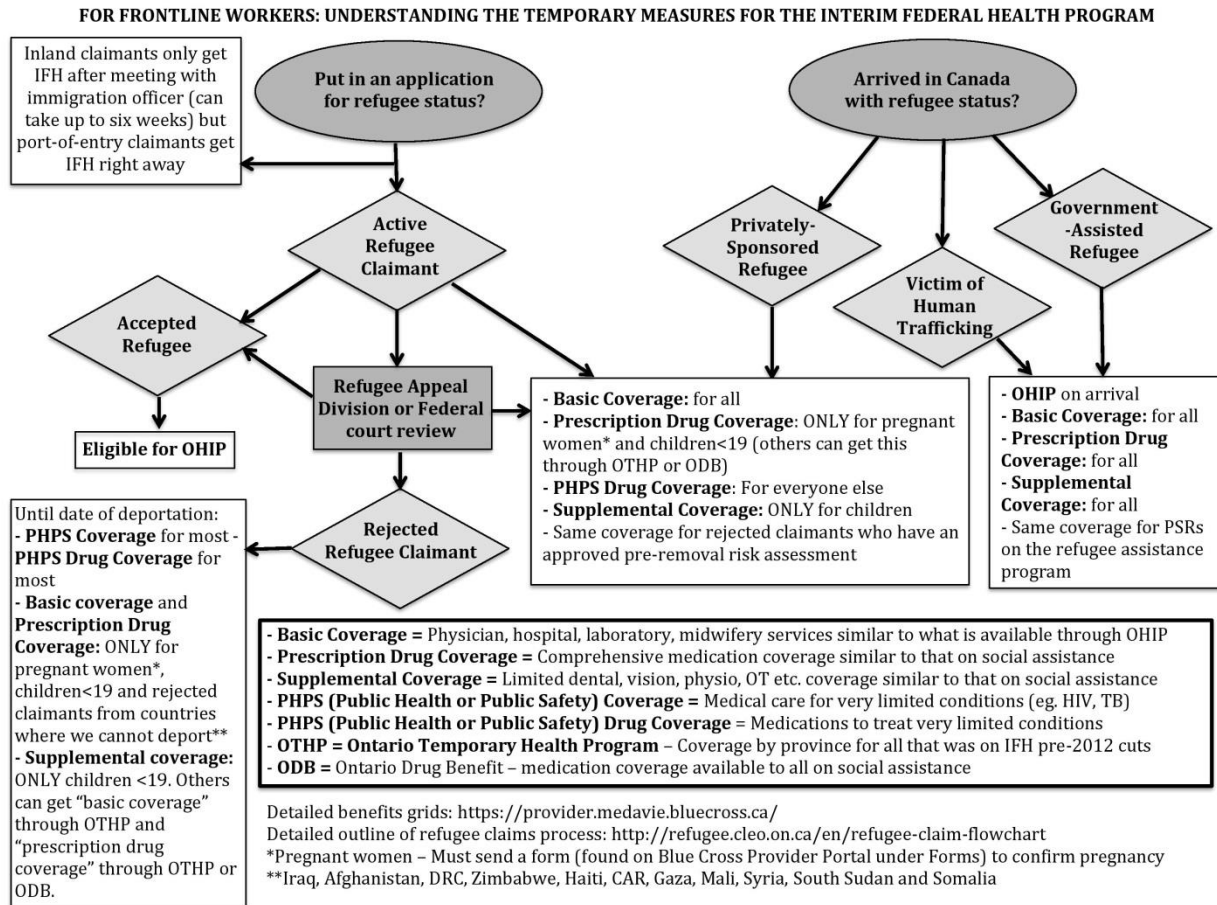 FOR FRONTLINE WORKERS: UNDERSTANDING THE TEMPORARY MEASURES FOR THE INTERIM FEDERAL HEALTH PROGRAM
Inland claimants only get
IFH after meeting with
immigration officer (can
take up to six weeks) but
port-of-entry claimants get
IFH right away
Put in an application
for refugee status?
Arrived in Canada
with refugee status?
Active
Refugee
Claimant
Privately-
Sponsored
Refugee
Victim of
Human
Trafficking
Government
-Assisted
Refugee
Accepted
Refugee
Refugee Appeal
Division or Federal
court review
Eligible for OHIP
Rejected
Refugee Claimant
- Basic Coverage: for all
- Prescription Drug Coverage: ONLY for pregnant
women* and children<19 (others can get this
through OTHP or ODB)
- PHPS Drug Coverage: For everyone else
- Supplemental Coverage: ONLY for children
- Same coverage for rejected claimants who have an
approved pre-removal risk assessment
- OHIP on arrival
- Basic Coverage: for all
- Prescription Drug
Coverage: for all
- Supplemental
Coverage: for all
- Same coverage for PSRs
on the refugee assistance
program
Until date of deportation:
- PHPS Coverage for most -
PHPS Drug Coverage for
most
- Basic coverage and
Prescription Drug
Coverage: ONLY for
pregnant women*,
children<19 and rejected
claimants from countries
where we cannot deport**
- Supplemental coverage:
ONLY children <19. Others
can get “basic coverage”
through OTHP and
“prescription drug
coverage” through OTHP or
ODB.
- Basic Coverage = Physician, hospital, laboratory, midwifery services similar to what is available through OHIP
- Prescription Drug Coverage = Comprehensive medication coverage similar to that on social assistance
- Supplemental Coverage = Limited dental, vision, physio, OT etc. coverage similar to that on social assistance
- PHPS (Public Health or Public Safety) Coverage = Medical care for very limited conditions (eg. HIV, TB)
- PHPS (Public Health or Public Safety) Drug Coverage = Medications to treat very limited conditions
- OTHP = Ontario Temporary Health Program – Coverage by province for all that was on IFH pre-2012 cuts
- ODB = Ontario Drug Benefit – medication coverage available to all on social assistance
Detailed benefits grids: https://provider.medavie.bluecross.ca/
Detailed outline of refugee claims process: http://refugee.cleo.on.ca/en/refugee-claim-flowchart
*Pregnant women – Must send a form (found on Blue Cross Provider Portal under Forms) to confirm pregnancy
**Iraq, Afghanistan, DRC, Zimbabwe, Haiti, CAR, Gaza, Mali, Syria, South Sudan and Somalia